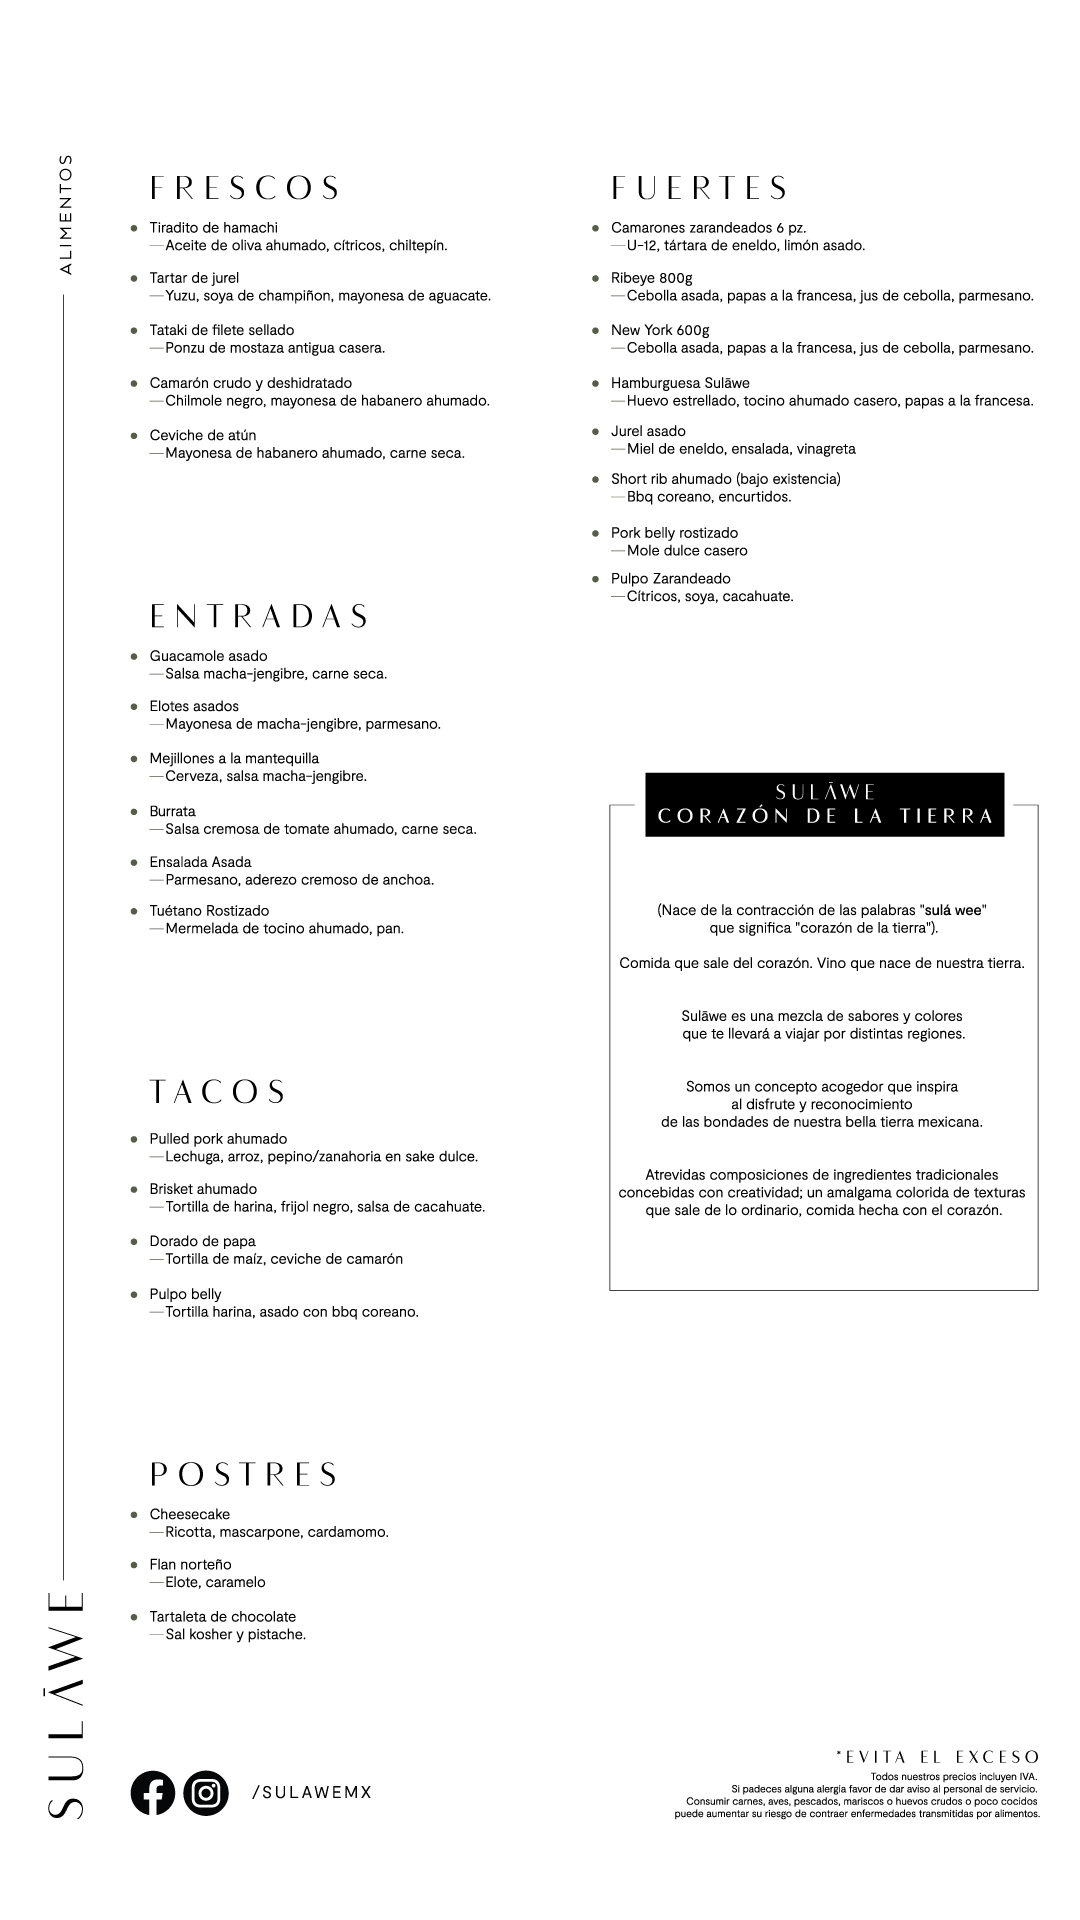 ALIMENTOS
FRESCOS
Tiradito de hamachi
—Aceite de oliva ahumado, cítricos, chiltepín.
Tartar de jurel
—Yuzu, soya de champiñon, mayonesa de aguacate.
Tataki de filete sellado
—Ponzu de mostaza antigua casera.
Camarón crudo y deshidratado
—Chilmole negro, mayonesa de habanero ahumado.
Ceviche de atún
—Mayonesa de habanero ahumado, carne seca.
ENTRADAS
Guacamole asado
—Salsa macha-jengibre, carne seca.
Elotes asados
—Mayonesa de macha-jengibre, parmesano.
Mejillones a la mantequilla
—Cerveza, salsa macha-jengibre.
Burrata
—Salsa cremosa de tomate ahumado, carne seca.
Ensalada Asada
—Parmesano, aderezo cremoso de anchoa.
Tuétano Rostizado
—Mermelada de tocino ahumado, pan.
TACOS
Pulled pork ahumado
—Lechuga, arroz, pepino/zanahoria en sake dulce.
Brisket ahumado
—Tortilla de harina, frijol negro, salsa de cacahuate.
Dorado de papa
—Tortilla de maíz, ceviche de camarón
Pulpo belly
—Tortilla harina, asado con bbq coreano.
POSTRES
Cheesecake
—Ricotta, mascarpone, cardamomo.
Flan norteño
—Elote, caramelo
Tartaleta de chocolate
—Sal kosher y pistache.
FUERTES
Camarones zarandeados 6 pz.
—U-12, tártara de eneldo, limón asado.
Ribeye 800g
—Cebolla asada, papas a la francesa, jus de cebolla, parmesano.
New York 600g
—Cebolla asada, papas a la francesa, jus de cebolla, parmesano.
Hamburguesa Sulāwe
—Huevo estrellado, tocino ahumado casero, papas a la francesa.
Jurel asado
—Miel de eneldo, ensalada, vinagreta
Short rib ahumado (bajo existencia)
—Bbq coreano, encurtidos.
Pork belly rostizado
—Mole dulce casero
Pulpo Zarandeado
—Cítricos, soya, cacahuate.
SULĀWE
CORAZÓN DE LA TIERRA
(Nace de la contracción de las palabras "sulá wee"
que significa "corazón de la tierra").
Comida que sale del corazón. Vino que nace de nuestra tierra.
Sulāwe es una mezcla de sabores y colores
que te llevará a viajar por distintas regiones.
Somos un concepto acogedor que inspira
al disfrute y reconocimiento
de las bondades de nuestra bella tierra mexicana.
Atrevidas composiciones de ingredientes tradicionales
concebidas con creatividad; un amalgama colorida de texturas
que sale de lo ordinario, comida hecha con el corazón.
SULĀWE
/SULAWEMX
*EVITA EL EXCESO
Todos nuestros precios incluyen IVA.
Si padeces alguna alergia favor de dar aviso al personal de servicio.
Consumir carnes, aves, pescados, mariscos o huevos crudos o poco cocidos
puede aumentar su riesgo de contraer enfermedades transmitidas por alimentos.